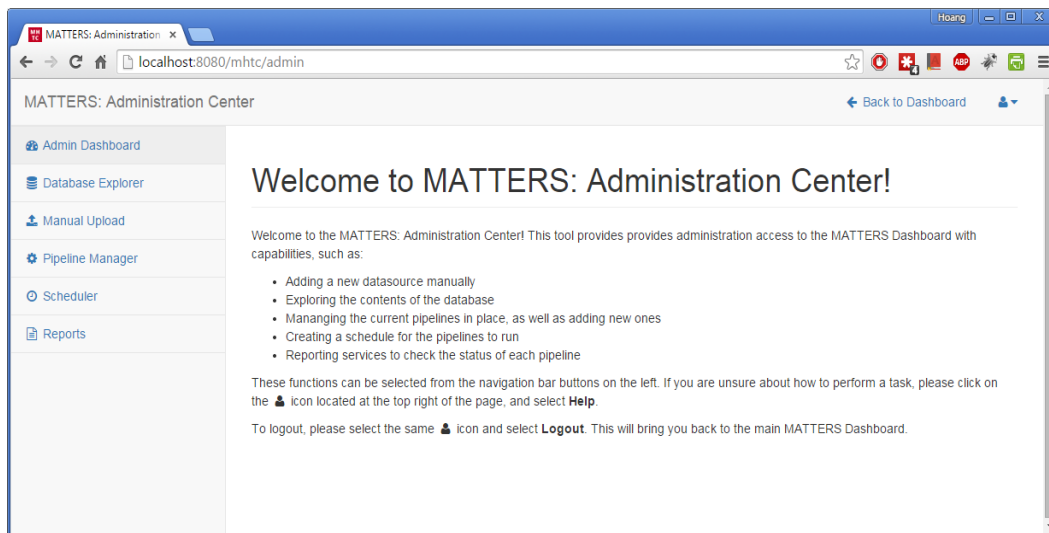 Hoang
MH
TC
MATTERS: Administration
localhost:8080/mhtc/admin
4
ABP
MATTERS: Administration Center
Back to Dashboard
Admin Dashboard
Database Explorer
Manual Upload
Pipeline Manager
Scheduler
Reports
Welcome to MATTERS: Administration Center!
Welcome to the MATTERS: Administration Center! This tool provides provides administration access to the MATTERS Dashboard with
capabilities, such as:
Adding a new datasource manually
Exploring the contents of the database
Mananging the current pipelines in place, as well as adding new ones
Creating a schedule for the pipelines to run
Reporting services to check the status of each pipeline
These functions can be selected from the navigation bar buttons on the left. If you are unsure about how to perform a task, please click on
the icon located at the top right of the page, and select Help.
To logout, please select the same icon and select Logout. This will bring you back to the main MATTERS Dashboard.